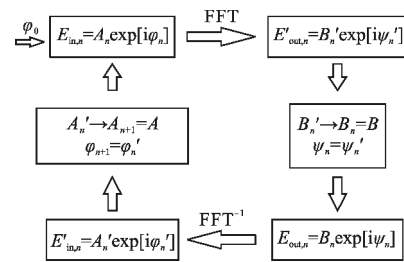 φ₀
E_in,n=A_n exp[iφ_n]
FFT
E′_out,n=B_n′exp[iψ_n′]
A_n′→A_n+1=A
φ_n+1=φ_n′
B_n′→B_n=B
ψ_n=ψ_n′
E′_in,n=A_n′exp[iφ_n′]
FFT⁻¹
E_out,n=B_n exp[iψ_n]